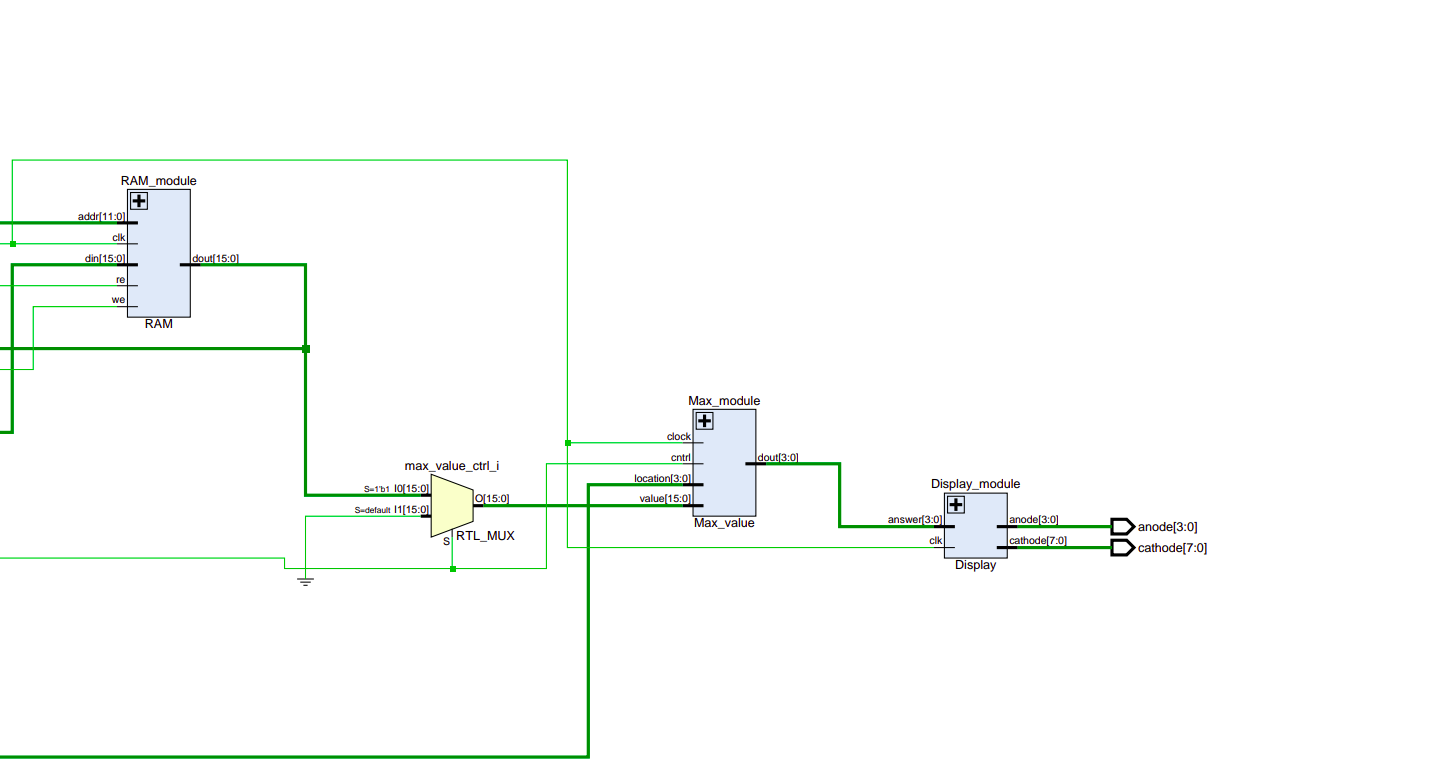 RAM_module
addr[11:0]
clk
din[15:0]
dout[15:0]
re
we
RAM
Max_module
clock
cntrl
dout[3:0]
location[3:0]
value[15:0]
Max_value
max_value_ctrl_i
S=1'b1 I0[15:0]
S=default I1[15:0]
O[15:0]
S
RTL_MUX
Display_module
answer[3:0]
anode[3:0]
clk
cathode[7:0]
Display
anode[3:0]
cathode[7:0]